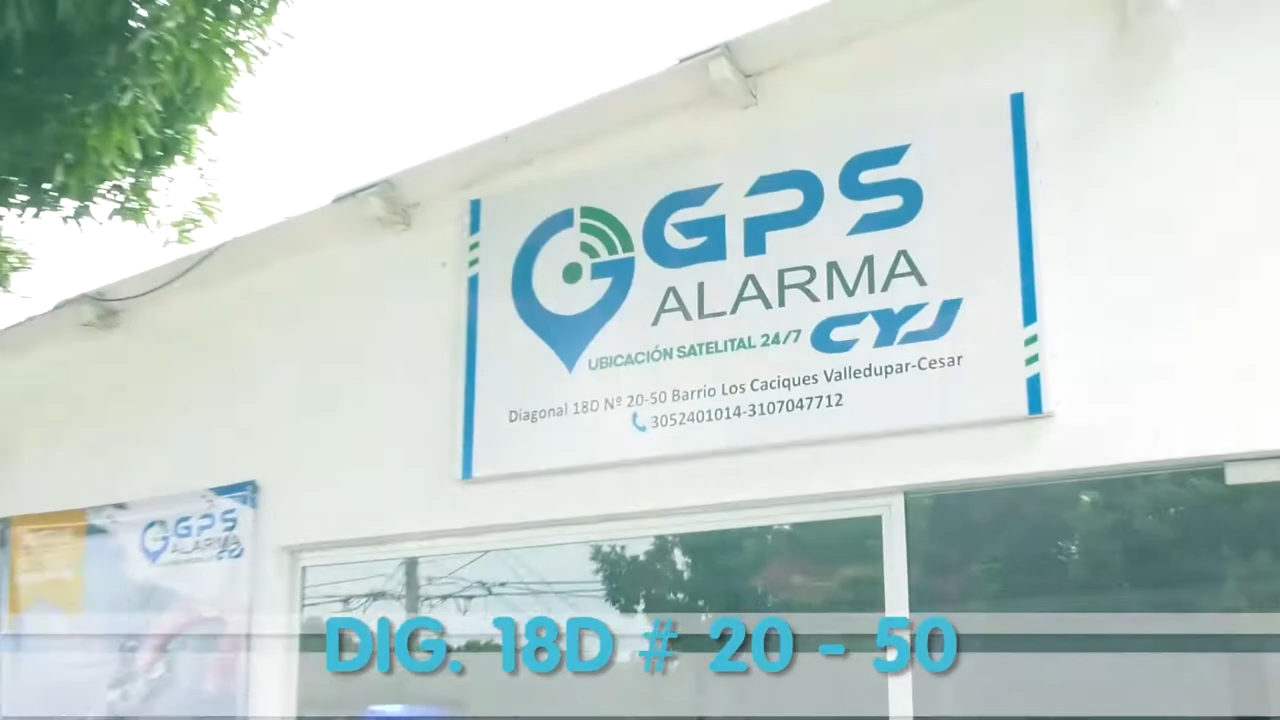 GPS
ALARMA
UBICACIÓN SATELITAL 24/7 CYJ
Diagonal 18D Nº 20-50 Barrio Los Caciques Valledupar-Cesar
3052401014-3107047712
GPS
ALARMA
CYJ
DIG. 18D # 20 - 50